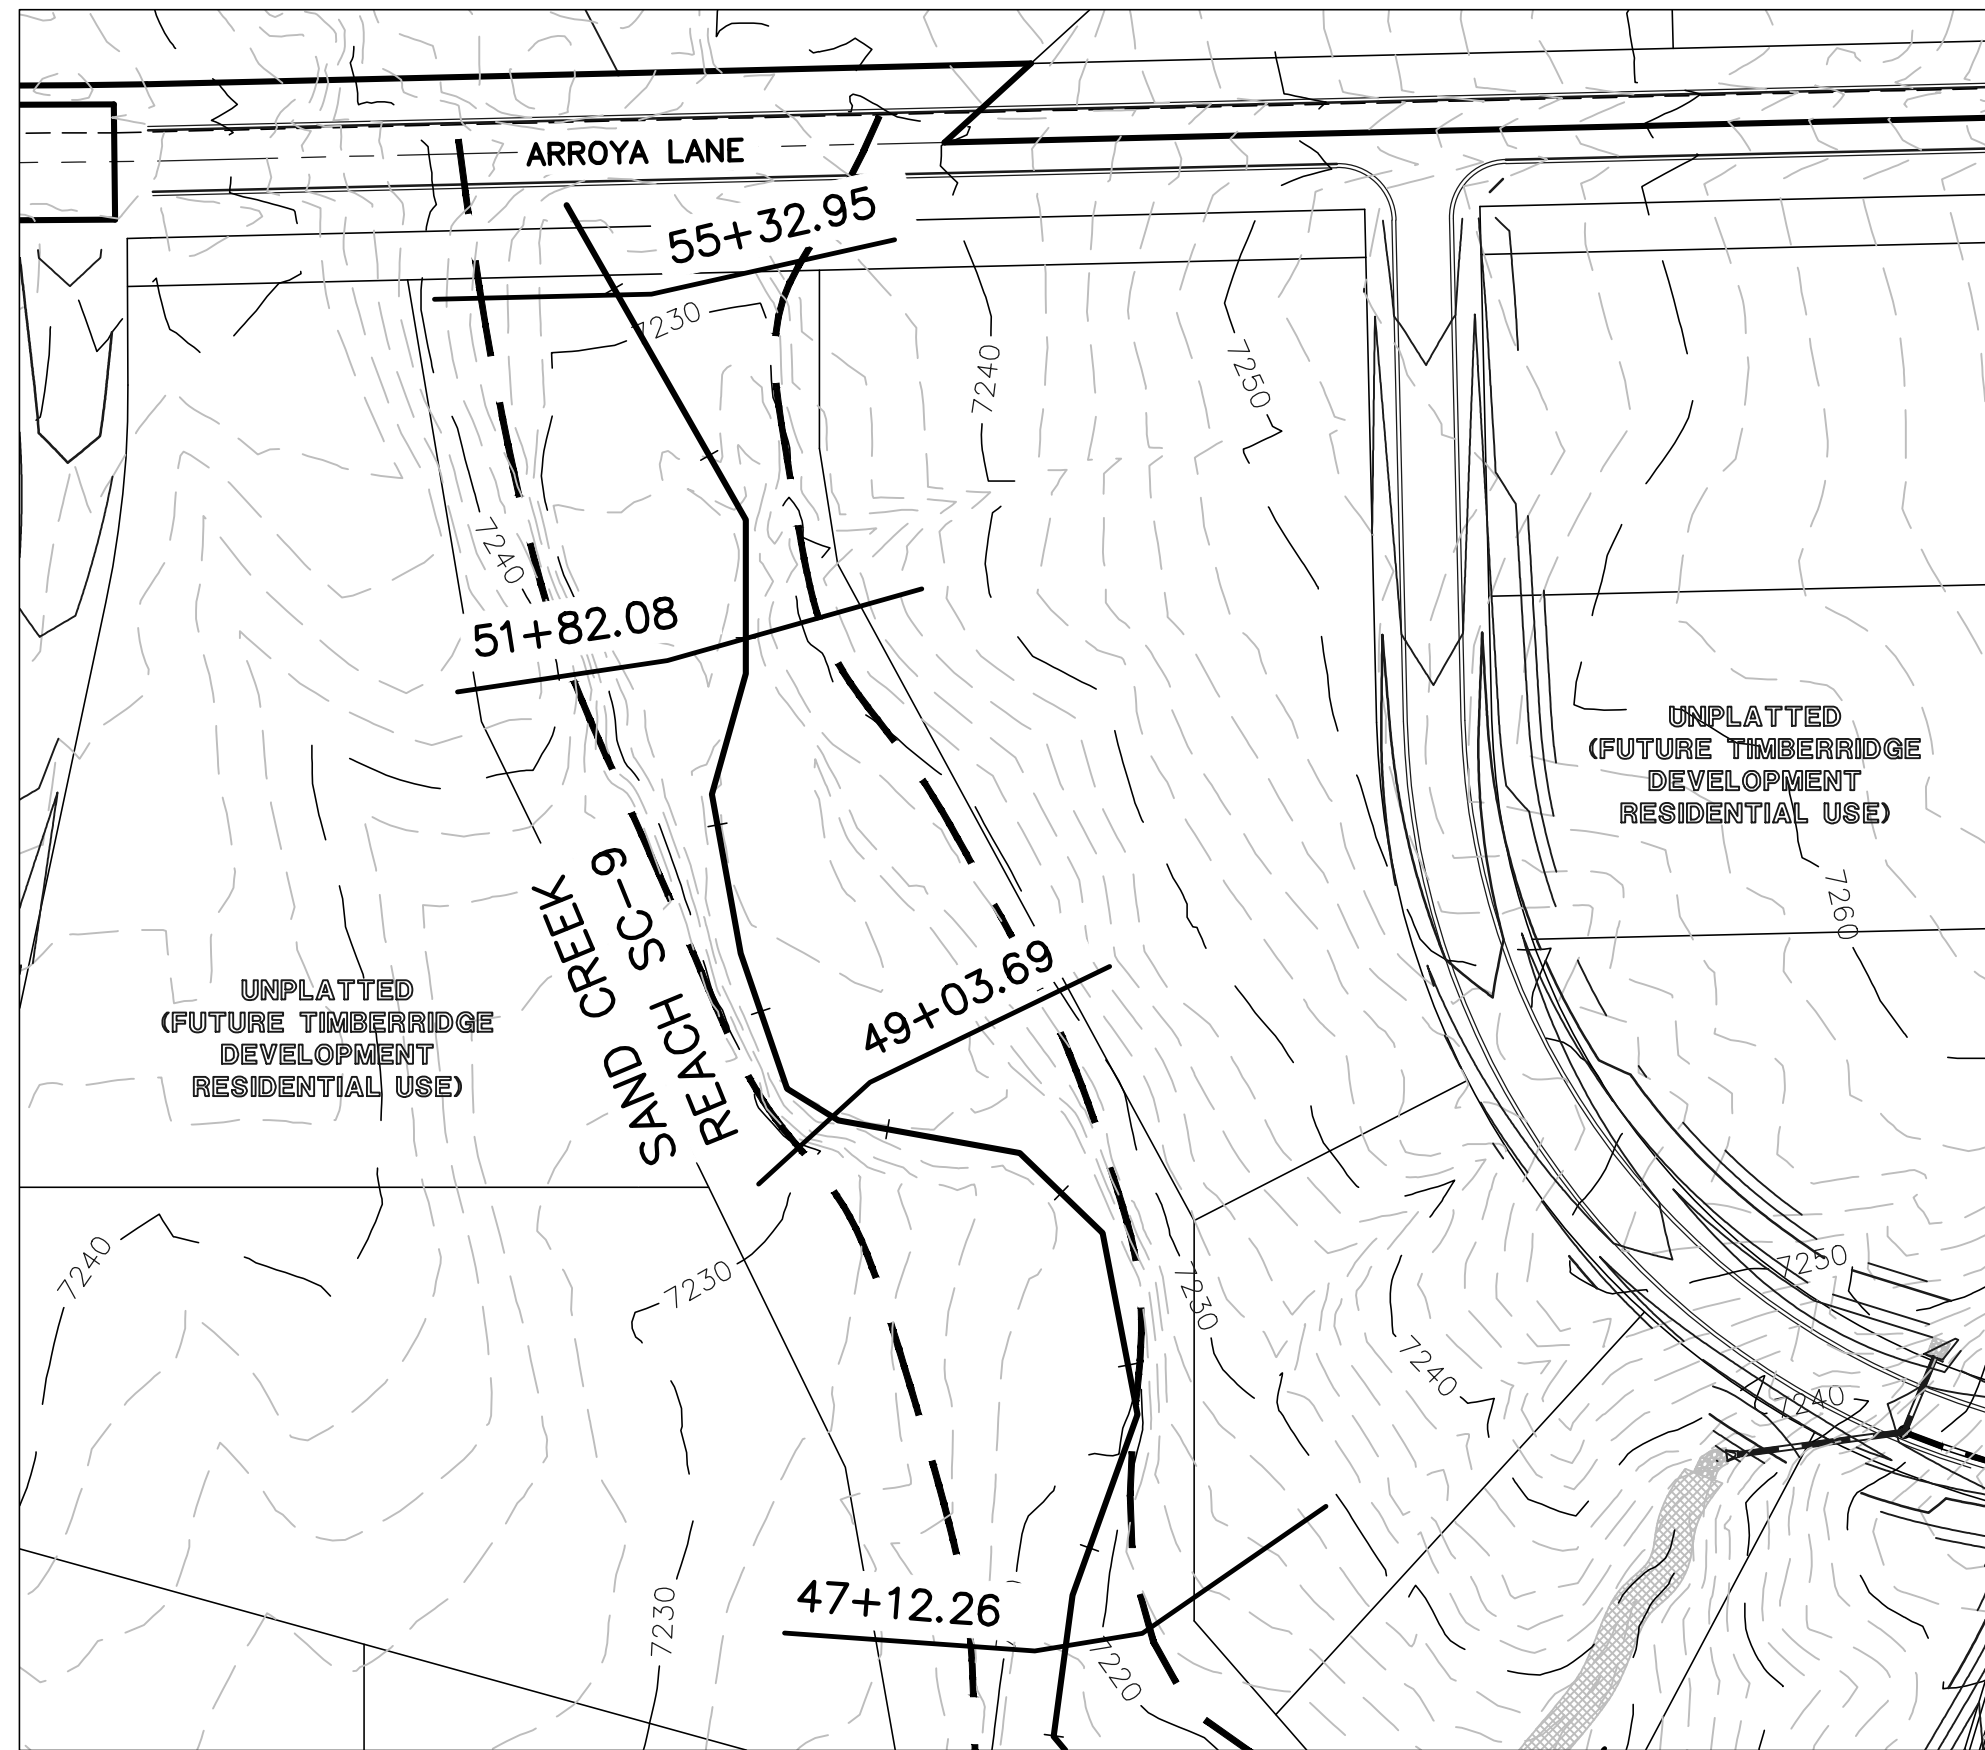 ARROYA LANE
55+32.95
7230
7240
7250
7240
51+82.08
UNPLATTED
(FUTURE TIMBERRIDGE
DEVELOPMENT
RESIDENTIAL USE)
7260
SAND CREEK
REACH SC-9
49+03.69
UNPLATTED
(FUTURE TIMBERRIDGE
DEVELOPMENT
RESIDENTIAL USE)
7240
7230
7230
7250
7240
7240
47+12.26
7230
7220